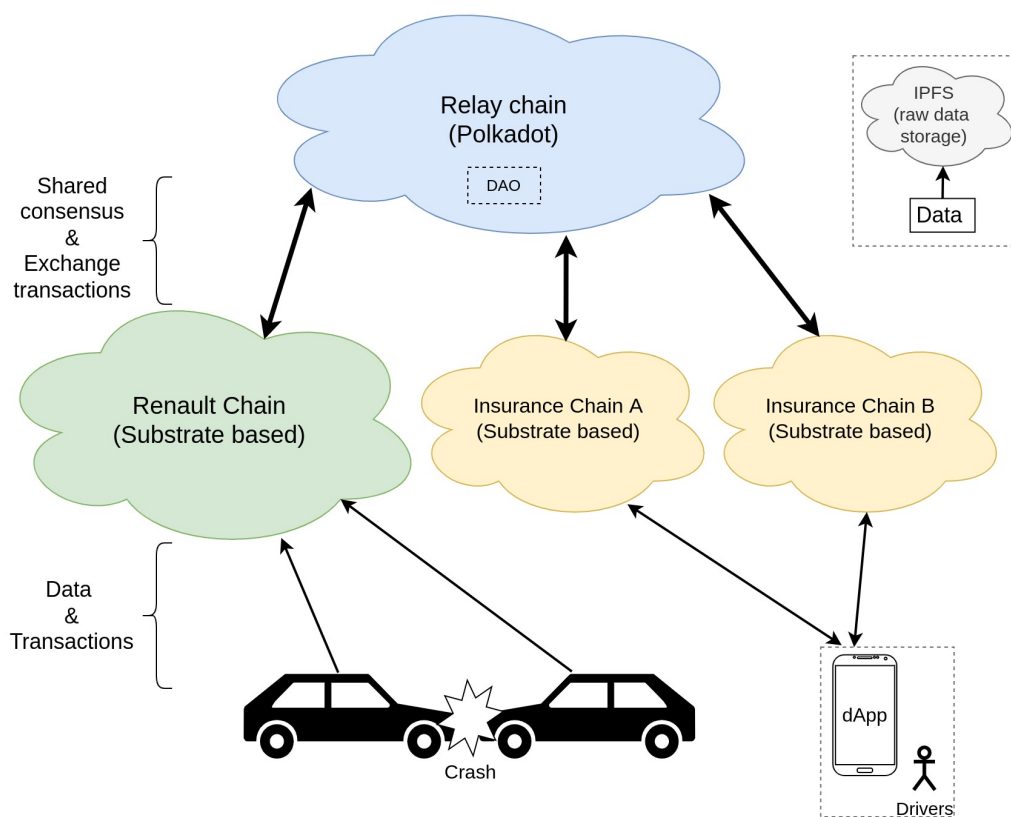 Relay chain
(Polkadot)
DAO
IPFS
(raw data
storage)
Data
Shared
consensus
&
Exchange
transactions
Renault Chain
(Substrate based)
Insurance Chain A
(Substrate based)
Insurance Chain B
(Substrate based)
Data
&
Transactions
Crash
dApp
Drivers